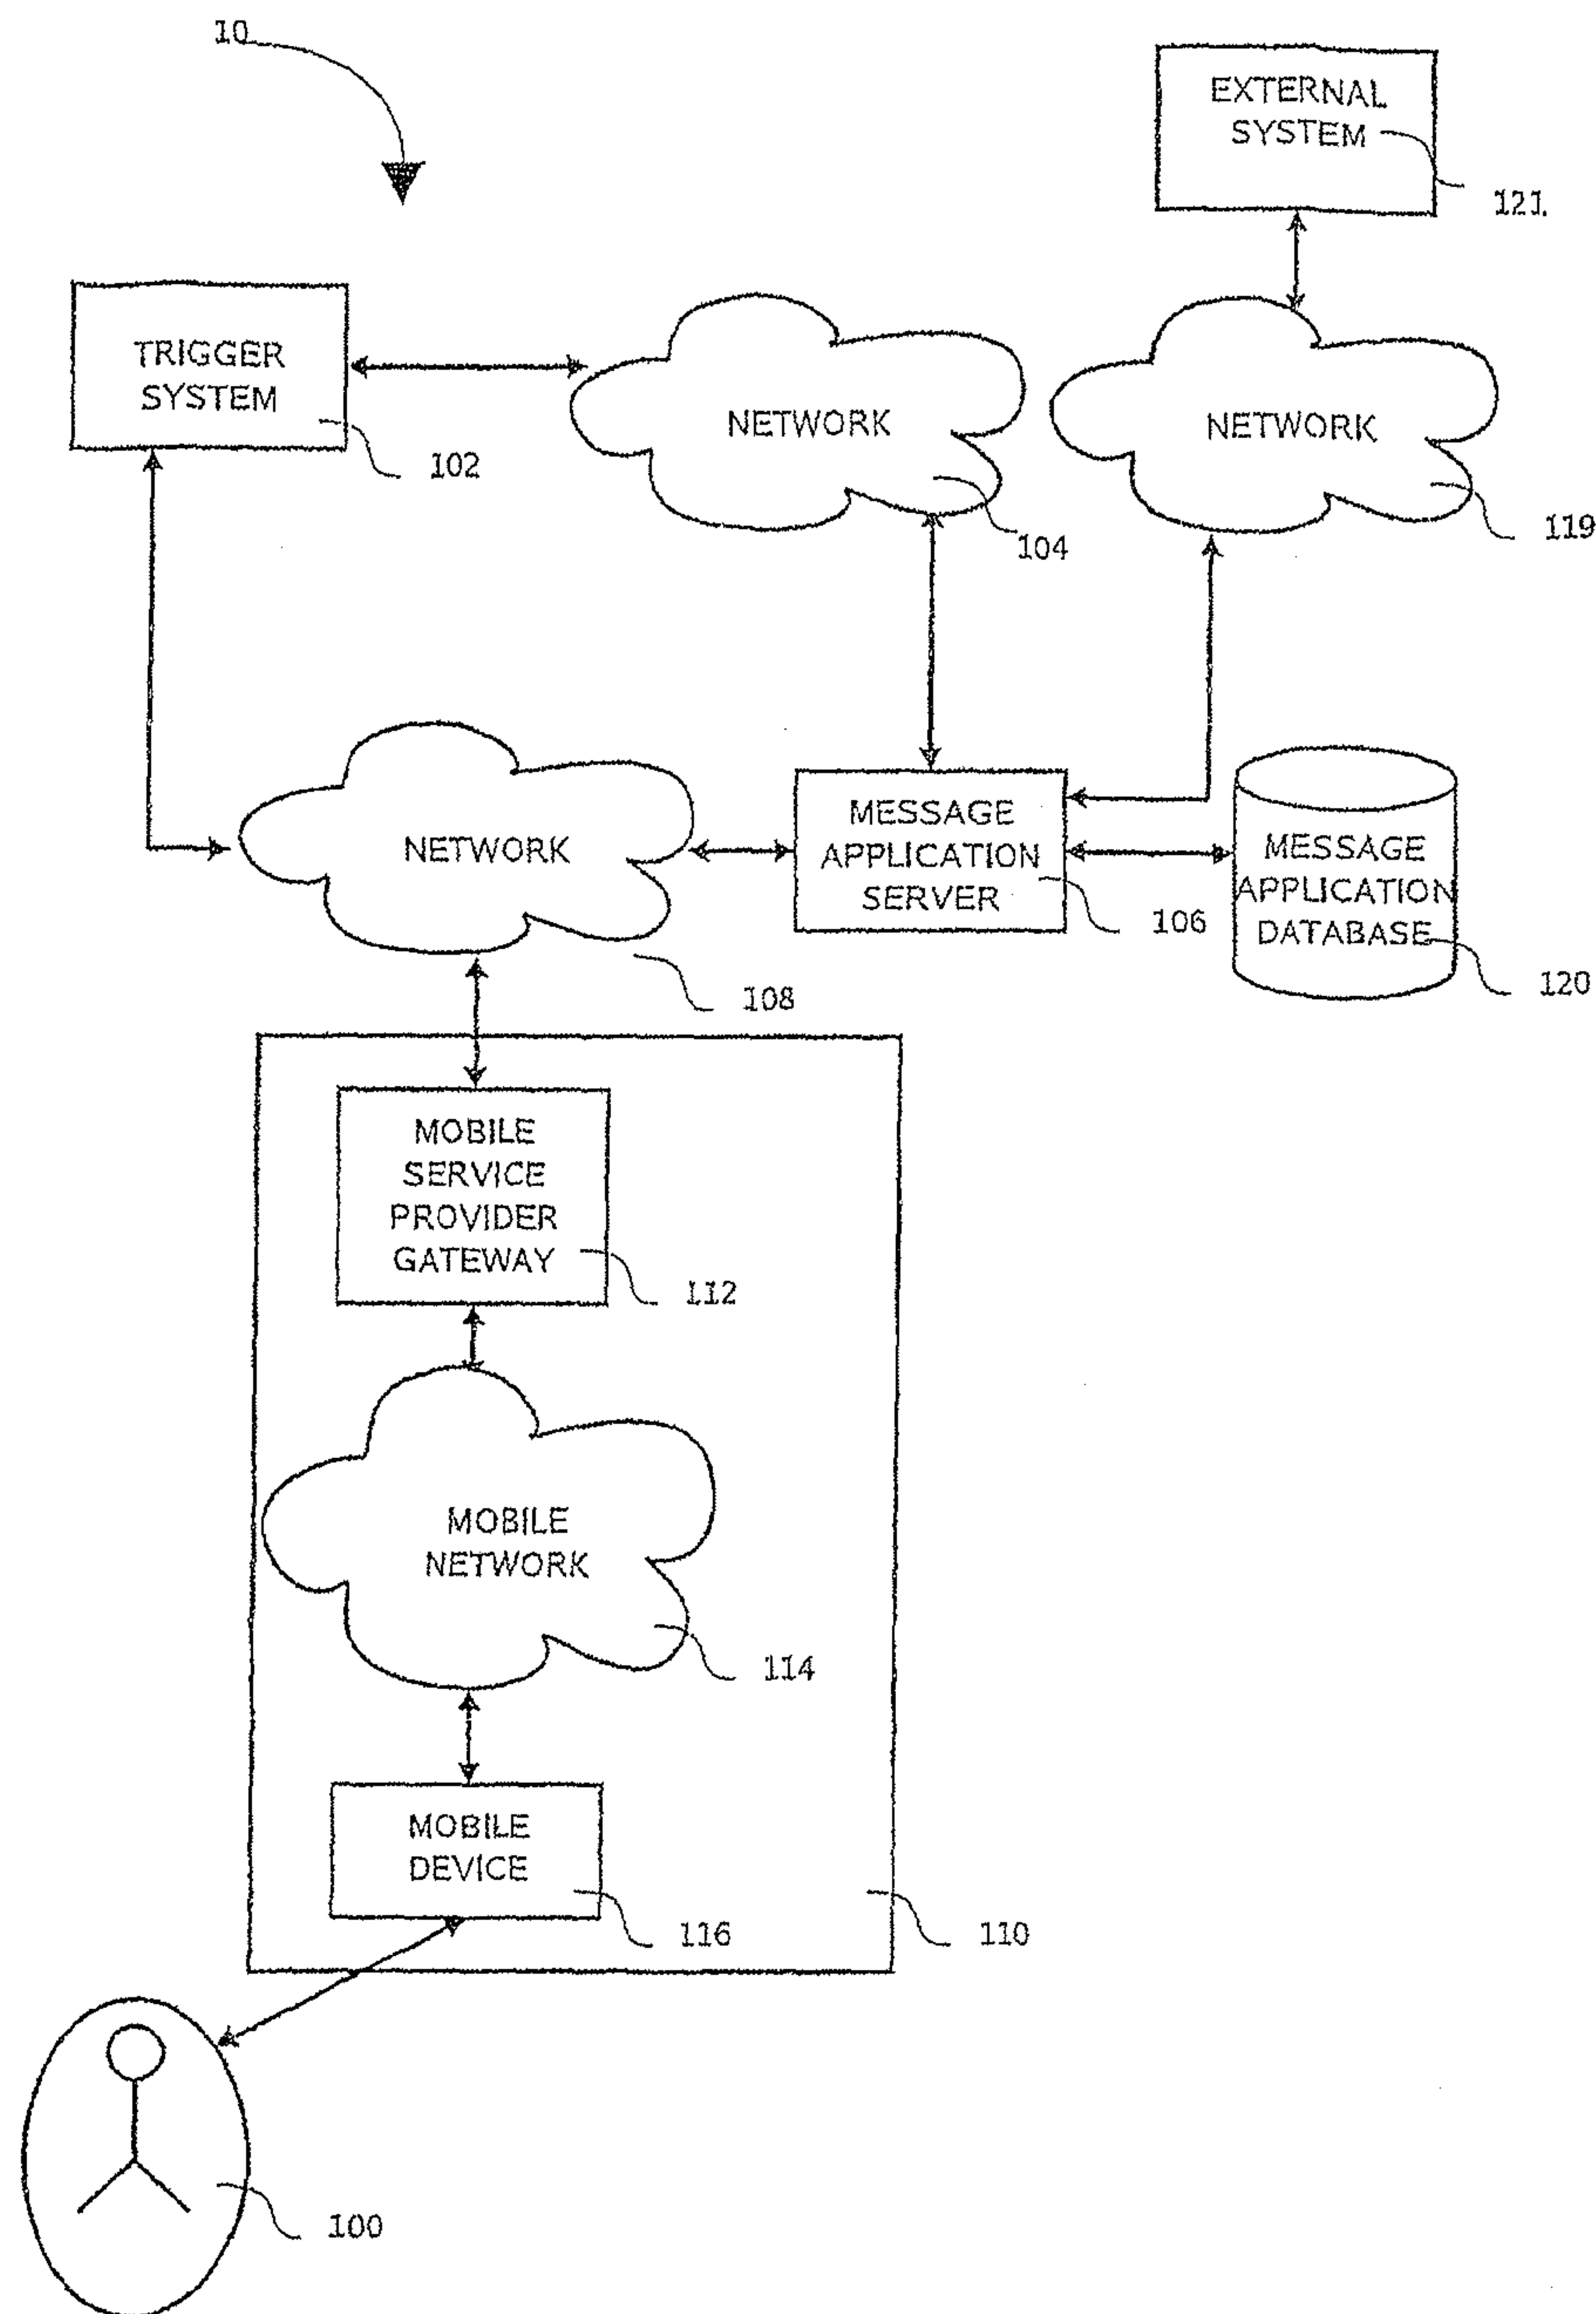 10
EXTERNAL
SYSTEM
121
TRIGGER
SYSTEM
102
NETWORK
104
NETWORK
119
NETWORK
108
MESSAGE
APPLICATION
SERVER
106
MESSAGE
APPLICATION
DATABASE
120
MOBILE
SERVICE
PROVIDER
GATEWAY
112
MOBILE
NETWORK
114
MOBILE
DEVICE
116
110
100